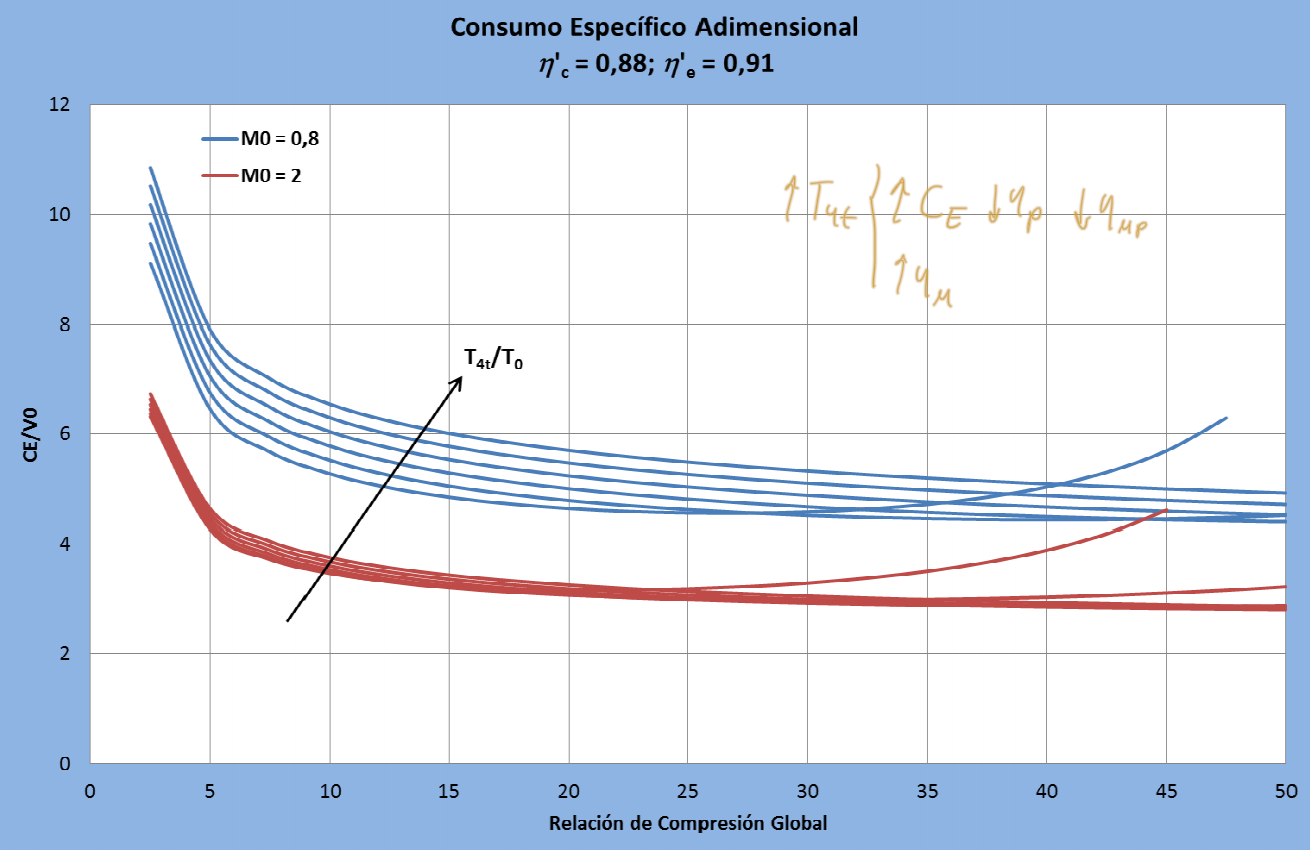 Consumo Específico Adimensional
η'c = 0,88; η'e = 0,91
12
10
8
6
4
2
0
CE/V0
M0 = 0,8
M0 = 2
↑ T4t { ↑ CE ↓ ηp ↓ ηMP
↑ ηM
T4t/T0
0 5 10 15 20 25 30 35 40 45 50
Relación de Compresión Global